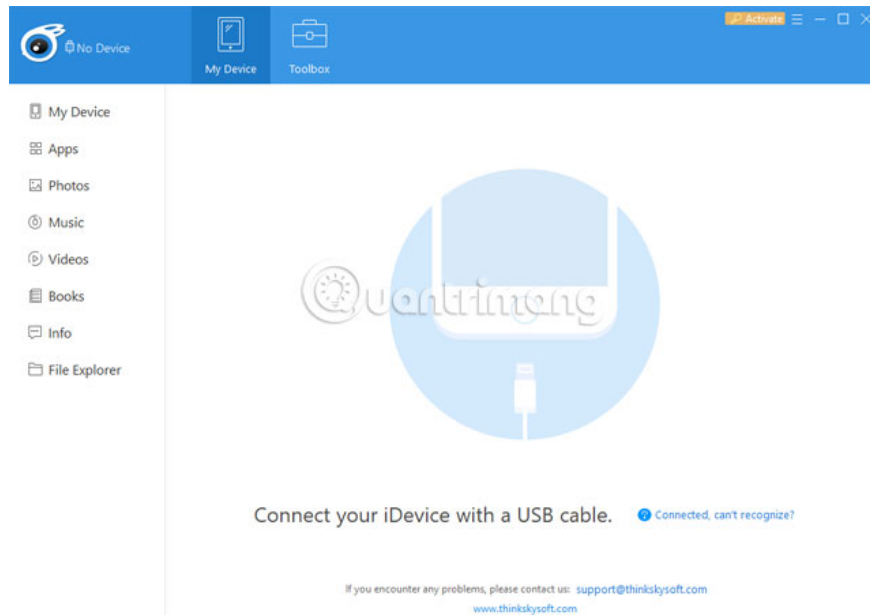 No Device
My Device
Toolbox
Activate
My Device
Apps
Photos
Music
Videos
Books
Info
File Explorer
Quantrimang
Connect your iDevice with a USB cable.
Connected, can't recognize?
If you encounter any problems, please contact us: support@thinkskysoft.com
www.thinkskysoft.com